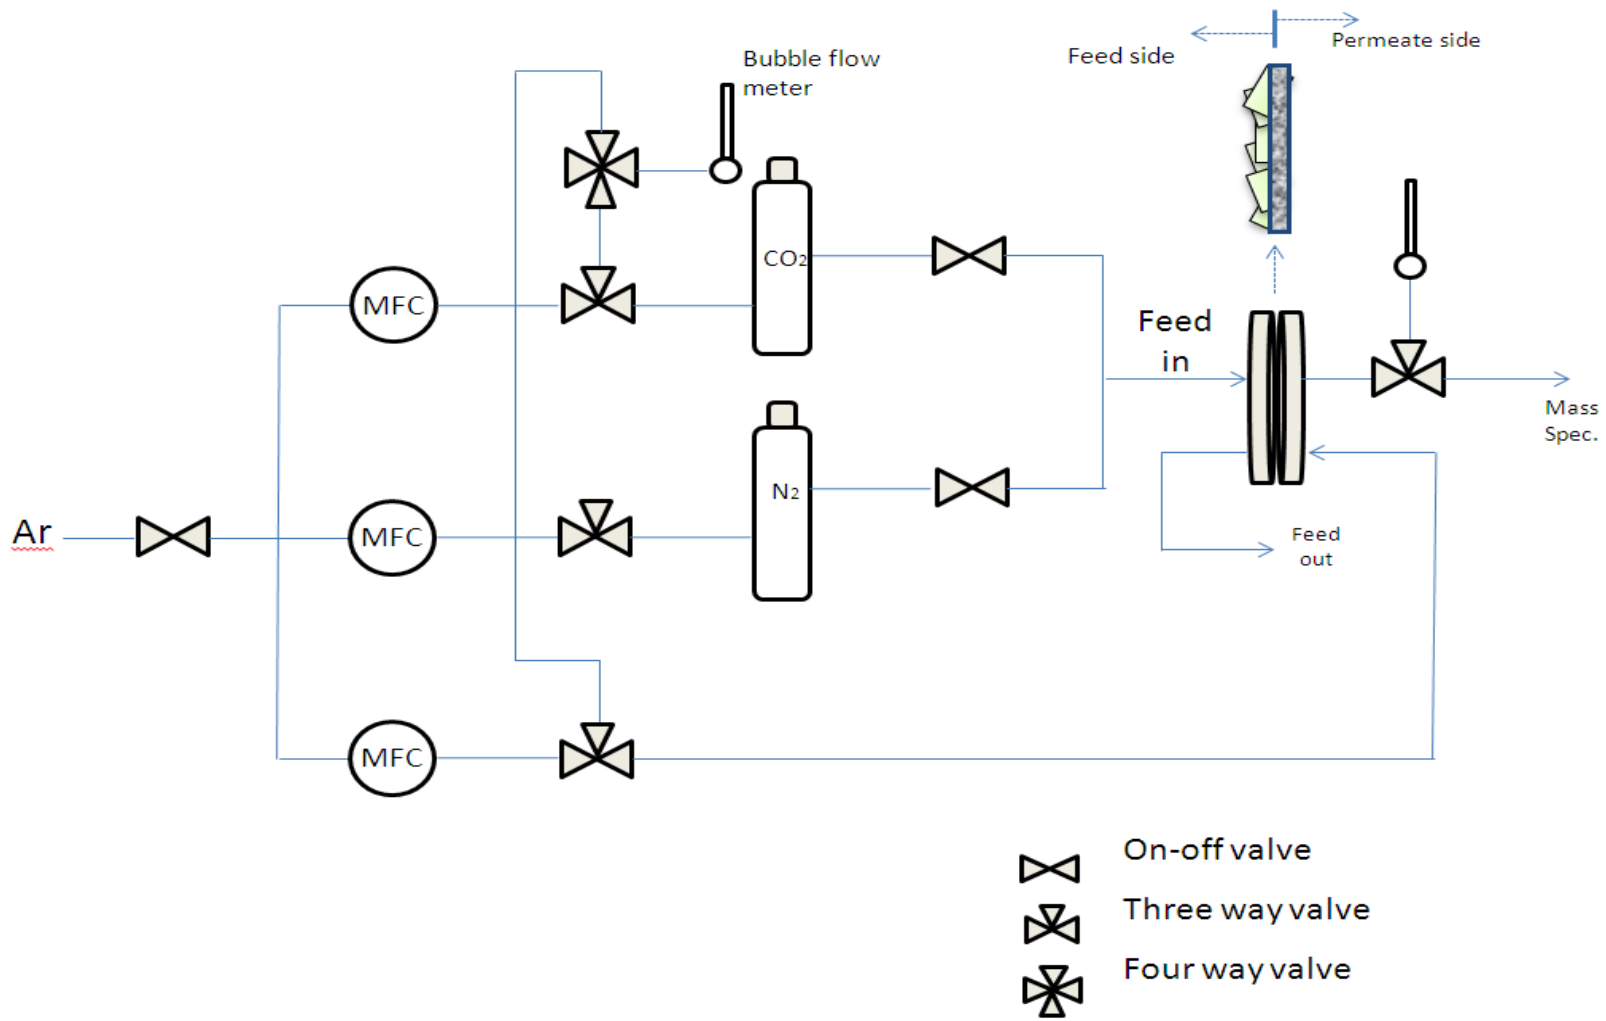 Bubble flow
meter
Feed side
Permeate side
CO2
MFC
Feed
in
Mass
Spec.
N2
Ar
MFC
Feed
out
MFC
On-off valve
Three way valve
Four way valve